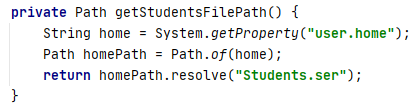 private Path getStudentsFilePath() {
    String home = System.getProperty("user.home");
    Path homePath = Path.of(home);
    return homePath.resolve("Students.ser");
}